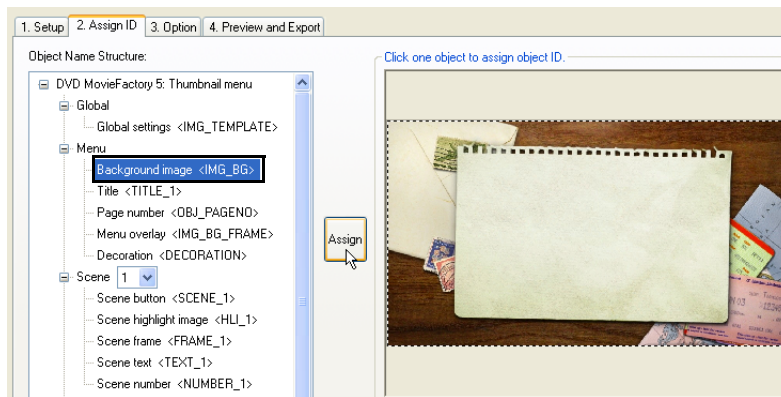 1. Setup 2. Assign ID 3. Option 4. Preview and Export
Object Name Structure:
Click one object to assign object ID.
DVD MovieFactory 5: Thumbnail menu
Global
Global settings <IMG_TEMPLATE>
Menu
Background image <IMG_BG>
Title <TITLE_1>
Page number <OBJ_PAGENO>
Menu overlay <IMG_BG_FRAME>
Decoration <DECORATION>
Scene 1
Scene button <SCENE_1>
Scene highlight image <HLI_1>
Scene frame <FRAME_1>
Scene text <TEXT_1>
Scene number <NUMBER_1>
Assign